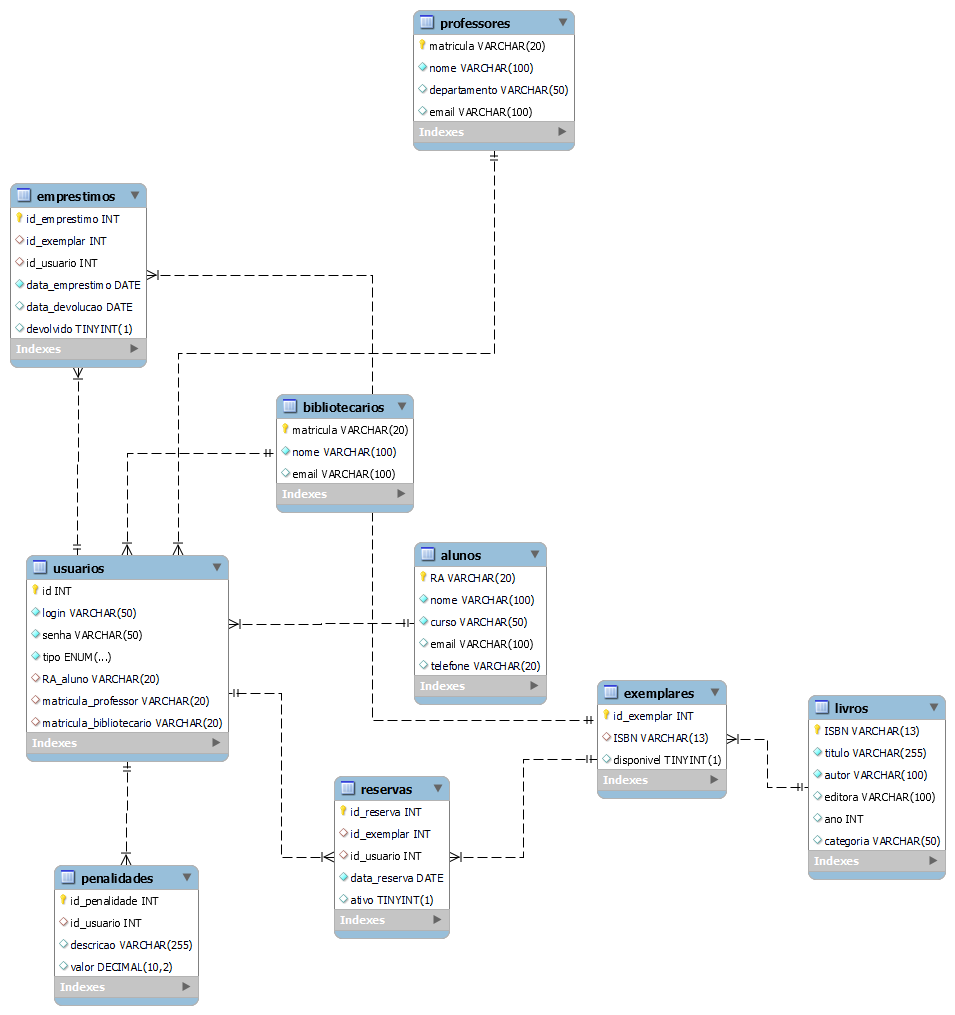 professores
matricula VARCHAR(20)
nome VARCHAR(100)
departamento VARCHAR(50)
email VARCHAR(100)
Indexes
emprestimos
id_emprestimo INT
id_exemplar INT
id_usuario INT
data_emprestimo DATE
data_devolucao DATE
devolvido TINYINT(1)
Indexes
bibliotecarios
matricula VARCHAR(20)
nome VARCHAR(100)
email VARCHAR(100)
Indexes
usuarios
id INT
login VARCHAR(50)
senha VARCHAR(50)
tipo ENUM(...)
RA_aluno VARCHAR(20)
matricula_professor VARCHAR(20)
matricula_bibliotecario VARCHAR(20)
Indexes
alunos
RA VARCHAR(20)
nome VARCHAR(100)
curso VARCHAR(50)
email VARCHAR(100)
telefone VARCHAR(20)
Indexes
exemplares
id_exemplar INT
ISBN VARCHAR(13)
disponivel TINYINT(1)
Indexes
livros
ISBN VARCHAR(13)
titulo VARCHAR(255)
autor VARCHAR(100)
editora VARCHAR(100)
ano INT
categoria VARCHAR(50)
Indexes
reservas
id_reserva INT
id_exemplar INT
id_usuario INT
data_reserva DATE
ativo TINYINT(1)
Indexes
penalidades
id_penalidade INT
id_usuario INT
descricao VARCHAR(255)
valor DECIMAL(10,2)
Indexes